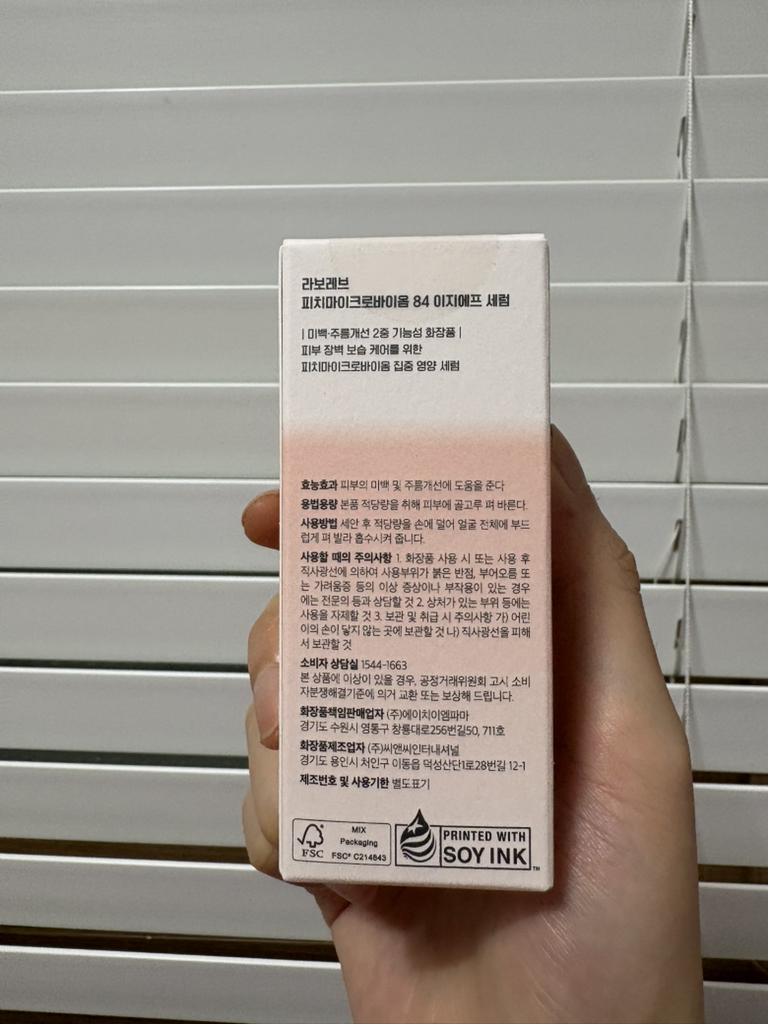 라보레브
피치마이크로바이옴 84 이지에프 세럼
| 미백·주름개선 2중 기능성 화장품 |
피부 장벽 보습 케어를 위한
피치마이크로바이옴 집중 영양 세럼
효능효과 피부의 미백 및 주름개선에 도움을 준다
용법용량 본품 적당량을 취해 피부에 골고루 펴 바른다.
사용방법 세안 후 적당량을 손에 덜어 얼굴 전체에 부드
럽게 펴 발라 흡수시켜 줍니다.
사용할 때의 주의사항 1. 화장품 사용 시 또는 사용 후
직사광선에 의하여 사용부위가 붉은 반점, 부어오름 또
는 가려움증 등의 이상 증상이나 부작용이 있는 경우
에는 전문의 등과 상담할 것 2. 상처가 있는 부위 등에는
사용을 자제할 것 3. 보관 및 취급 시 주의사항 가) 어린
이의 손이 닿지 않는 곳에 보관할 것 나) 직사광선을 피해
서 보관할 것
소비자 상담실 1544-1663
본 상품에 이상이 있을 경우, 공정거래위원회 고시 소비
자분쟁해결기준에 의거 교환 또는 보상해 드립니다.
화장품책임판매업자 (주)에이치이엠파마
경기도 수원시 영통구 창룡대로256번길50, 711호
화장품제조업자 (주)씨앤씨인터내셔널
경기도 용인시 처인구 이동읍 덕성산단1로28번길 12-1
제조번호 및 사용기한 별도표기
FSC
MIX
Packaging
FSC® C214843
PRINTED WITH
SOY INK™